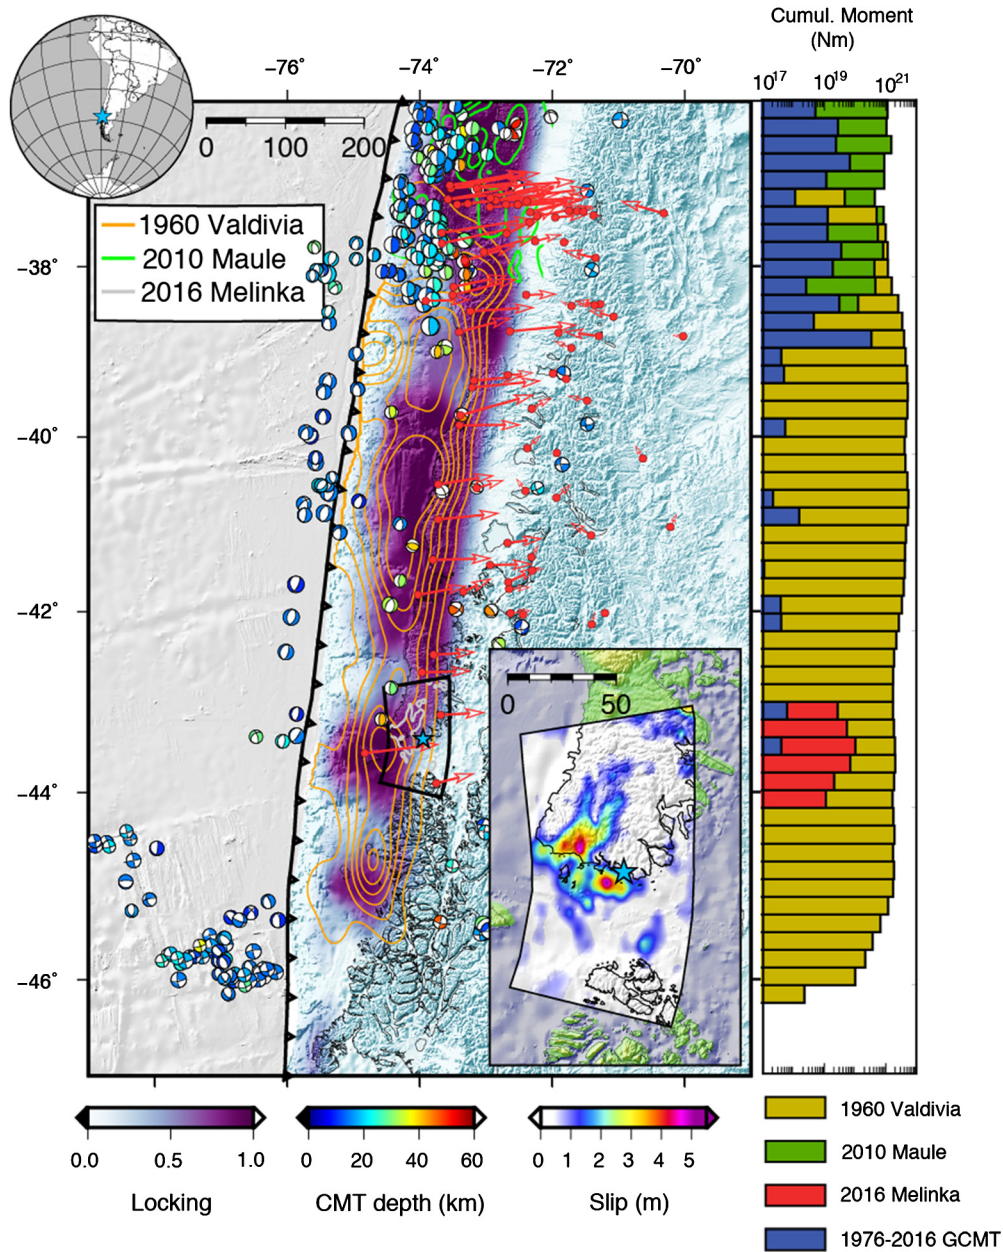 Cumul. Moment
(Nm)
−76˚ −74˚ −72˚ −70˚
10¹⁷ 10¹⁹ 10²¹
0 100 200
1960 Valdivia
2010 Maule
2016 Melinka
−38˚
−40˚
−42˚
−44˚
−46˚
0 50
0.0 0.5 1.0
Locking
0 20 40 60
CMT depth (km)
0 1 2 3 4 5
Slip (m)
1960 Valdivia
2010 Maule
2016 Melinka
1976-2016 GCMT